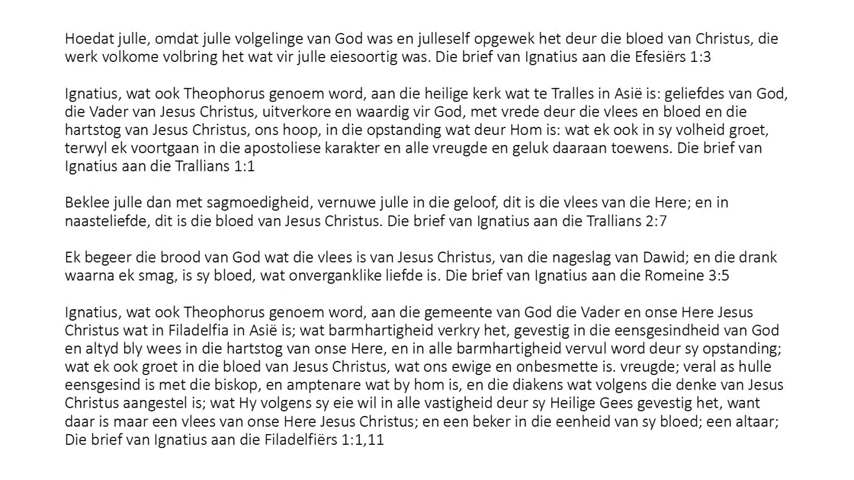 Hoedat julle, omdat julle volgelinge van God was en julleself opgewek het deur die bloed van Christus, die
werk volkome volbring het wat vir julle eiesoortig was. Die brief van Ignatius aan die Efesiërs 1:3
Ignatius, wat ook Theophorus genoem word, aan die heilige kerk wat te Tralles in Asië is: geliefdes van God,
die Vader van Jesus Christus, uitverkore en waardig vir God, met vrede deur die vlees en bloed en die
hartstog van Jesus Christus, ons hoop, in die opstanding wat deur Hom is: wat ek ook in sy volheid groet,
terwyl ek voortgaan in die apostoliese karakter en alle vreugde en geluk daaraan toewens. Die brief van
Ignatius aan die Trallians 1:1
Beklee julle dan met sagmoedigheid, vernuwe julle in die geloof, dit is die vlees van die Here; en in
naasteliefde, dit is die bloed van Jesus Christus. Die brief van Ignatius aan die Trallians 2:7
Ek begeer die brood van God wat die vlees is van Jesus Christus, van die nageslag van Dawid; en die drank
waarna ek smag, is sy bloed, wat onverganklike liefde is. Die brief van Ignatius aan die Romeine 3:5
Ignatius, wat ook Theophorus genoem word, aan die gemeente van God die Vader en onse Here Jesus
Christus wat in Filadelfia in Asië is; wat barmhartigheid verkry het, gevestig in die eensgesindheid van God
en altyd bly wees in die hartstog van onse Here, en in alle barmhartigheid vervul word deur sy opstanding;
wat ek ook groet in die bloed van Jesus Christus, wat ons ewige en onbesmette is. vreugde; veral as hulle
eensgesind is met die biskop, en amptenare wat by hom is, en die diakens wat volgens die denke van Jesus
Christus aangestel is; wat Hy volgens sy eie wil in alle vastigheid deur sy Heilige Gees gevestig het, want
daar is maar een vlees van onse Here Jesus Christus; en een beker in die eenheid van sy bloed; een altaar;
Die brief van Ignatius aan die Filadelfiërs 1:1,11